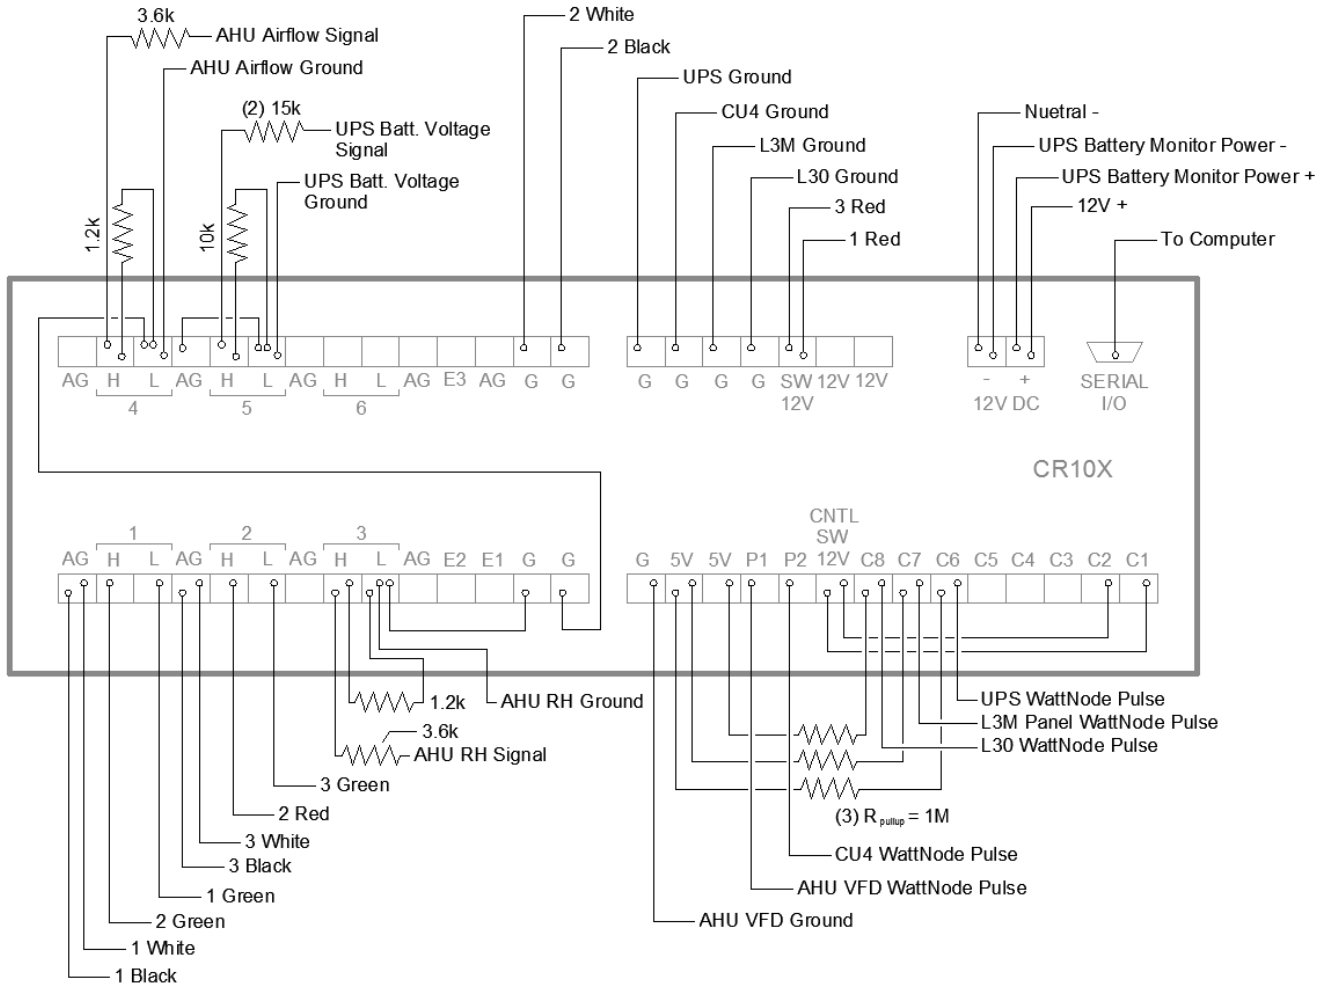 3.6k
AHU Airflow Signal
AHU Airflow Ground
(2) 15k
UPS Batt. Voltage
Signal
UPS Batt. Voltage
Ground
1.2k
10k
2 White
2 Black
UPS Ground
CU4 Ground
L3M Ground
L30 Ground
3 Red
1 Red
Nuetral -
UPS Battery Monitor Power -
UPS Battery Monitor Power +
12V +
To Computer
AG H L AG H L AG H L AG E3 AG G G
4 5 6
G G G G SW 12V 12V
12V
- +
12V DC
SERIAL
I/O
CR10X
1 2 3
AG H L AG H L AG H L AG E2 E1 G G
CNTL
SW
G 5V 5V P1 P2 12V C8 C7 C6 C5 C4 C3 C2 C1
AHU RH Ground
1.2k
3.6k
AHU RH Signal
3 Green
2 Red
3 White
3 Black
1 Green
2 Green
1 White
1 Black
UPS WattNode Pulse
L3M Panel WattNode Pulse
L30 WattNode Pulse
(3) R pullup = 1M
CU4 WattNode Pulse
AHU VFD WattNode Pulse
AHU VFD Ground